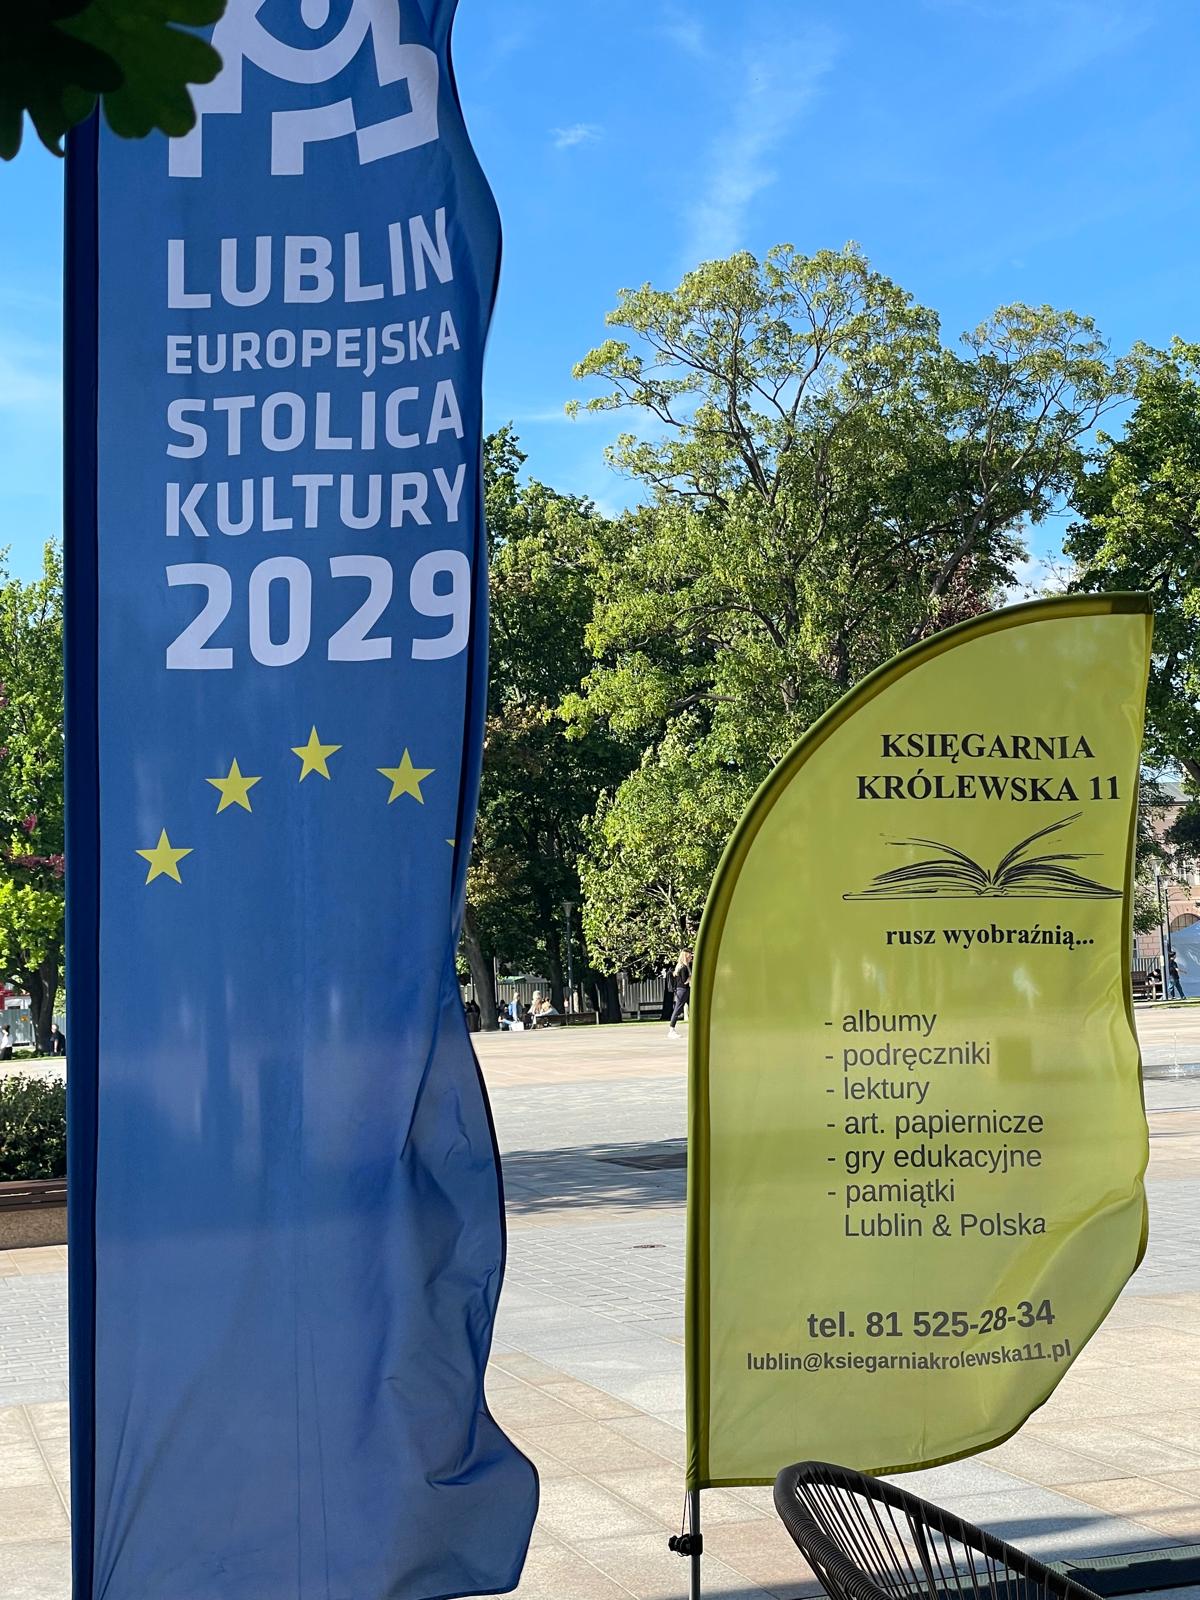 LUBLIN
EUROPEJSKA
STOLICA
KULTURY
2029
KSIĘGARNIA
KRÓLEWSKA 11
rusz wyobraźnią...
- albumy
- podręczniki
- lektury
- art. papiernicze
- gry edukacyjne
- pamiątki
Lublin & Polska
tel. 81 525-28-34
lublin@ksiegarniakrolewska11.pl